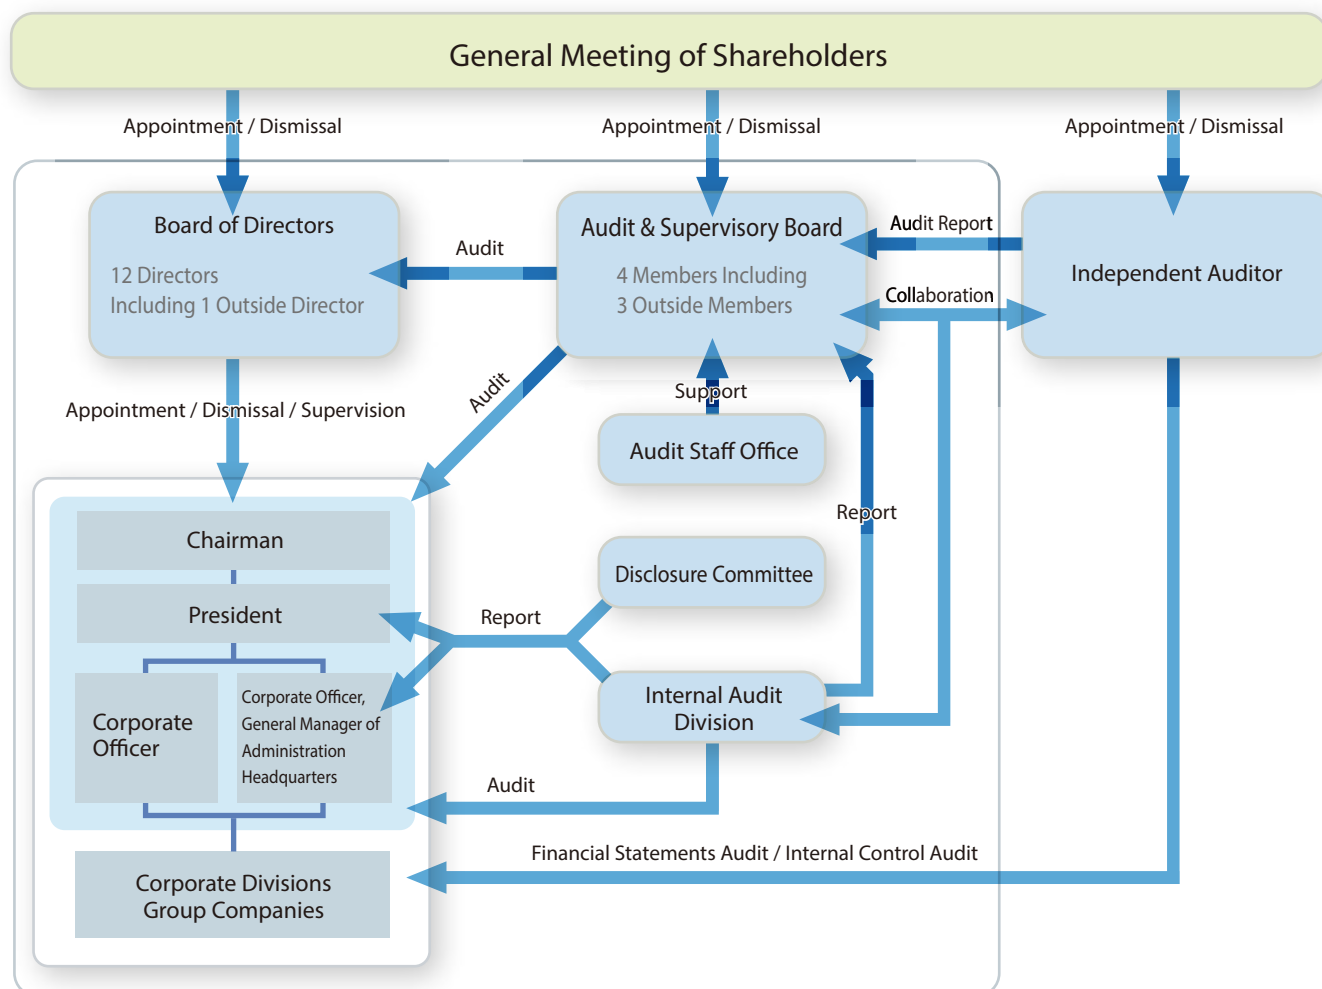 General Meeting of Shareholders
Appointment / Dismissal
Appointment / Dismissal
Appointment / Dismissal
Board of Directors
12 Directors
Including 1 Outside Director
Audit
Audit & Supervisory Board
4 Members Including
3 Outside Members
Audit Report
Collaboration
Independent Auditor
Appointment / Dismissal / Supervision
Audit
Support
Audit Staff Office
Report
Chairman
President
Corporate
Officer
Corporate Officer,
General Manager of
Administration
Headquarters
Report
Disclosure Committee
Internal Audit
Division
Audit
Financial Statements Audit / Internal Control Audit
Corporate Divisions
Group Companies